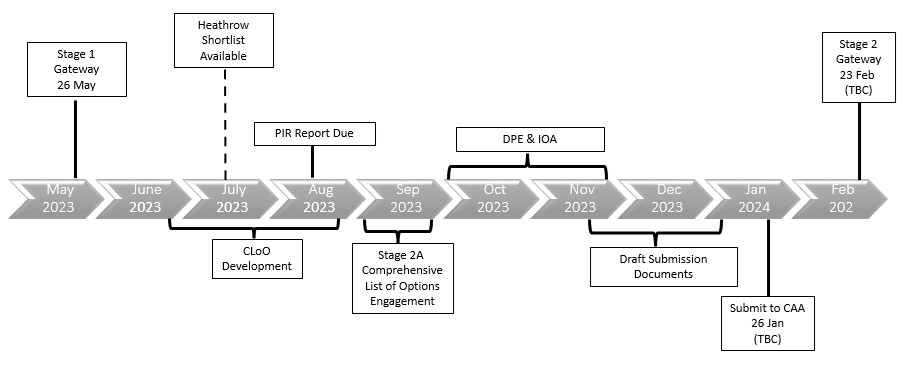 Heathrow
Shortlist
Available
Stage 1
Gateway
26 May
Stage 2
Gateway
23 Feb
(TBC)
PIR Report Due
DPE & IOA
May
2023
June
2023
July
2023
Aug
2023
Sep
2023
Oct
2023
Nov
2023
Dec
2023
Jan
2024
Feb
202
CLoO
Development
Stage 2A
Comprehensive
List of Options
Engagement
Draft Submission
Documents
Submit to CAA
26 Jan
(TBC)